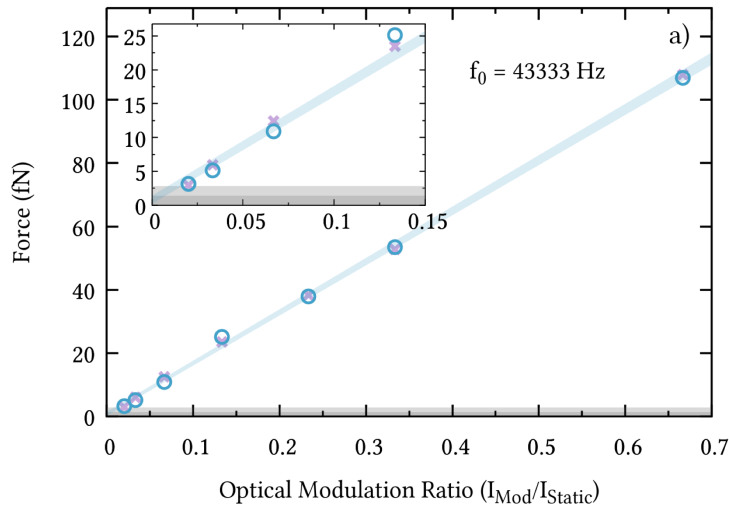 a)
f₀ = 43333 Hz
Force (fN)
120
100
80
60
40
20
0
25
20
15
10
5
0
0 0.05 0.1 0.15
0 0.1 0.2 0.3 0.4 0.5 0.6 0.7
Optical Modulation Ratio (I_Mod/I_Static)